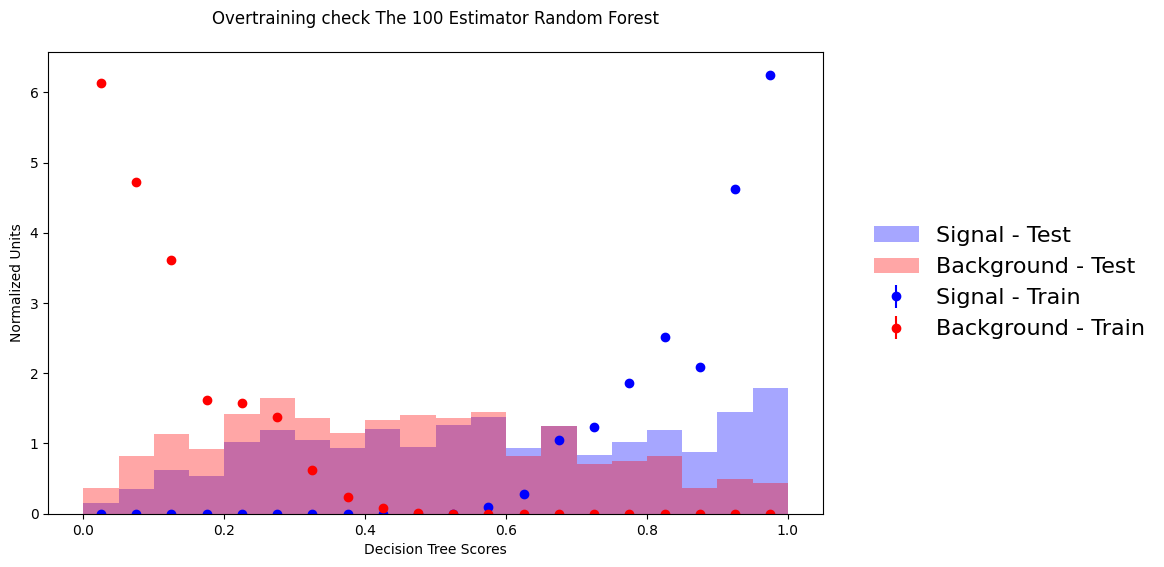 Overtraining check The 100 Estimator Random Forest
Normalized Units
6
5
4
3
2
1
0
0.0 0.2 0.4 0.6 0.8 1.0
Decision Tree Scores
Signal - Test
Background - Test
Signal - Train
Background - Train